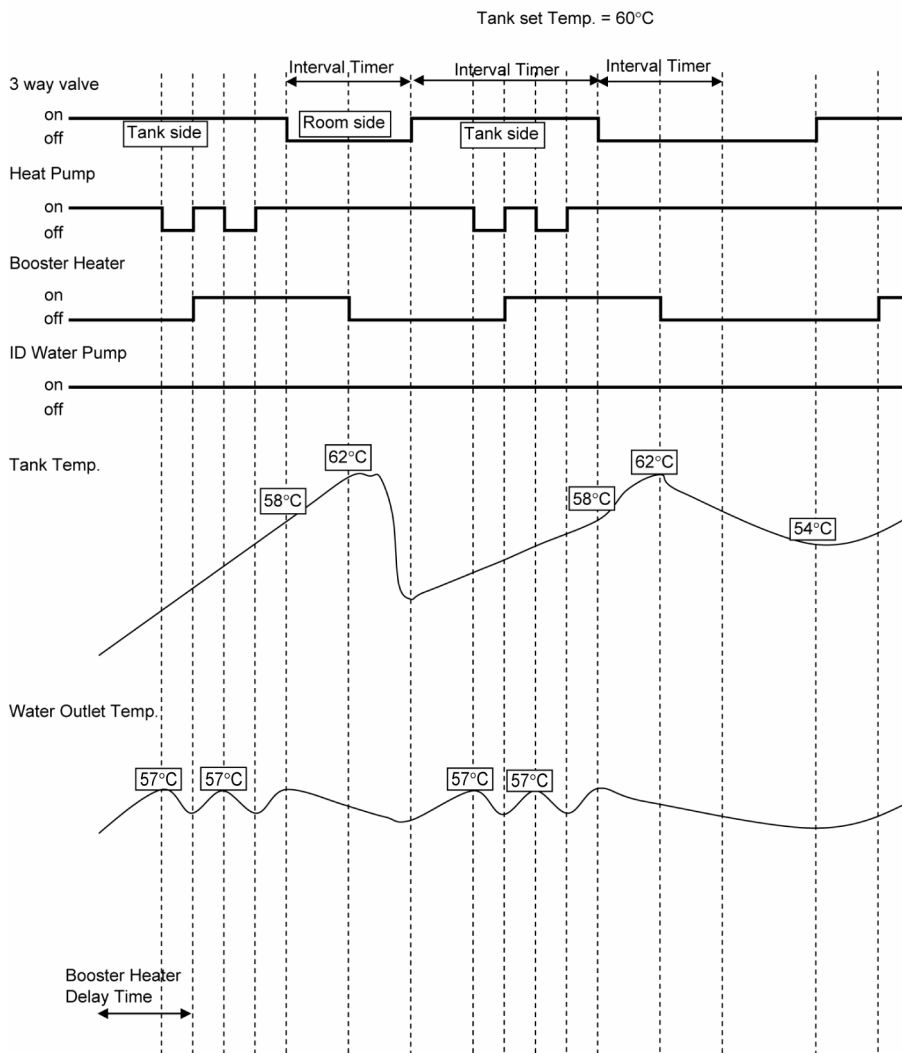 Tank set Temp. = 60°C
Interval Timer
Interval Timer
Interval Timer
3 way valve
on
off
Tank side
Room side
Tank side
Heat Pump
on
off
Booster Heater
on
off
ID Water Pump
on
off
Tank Temp.
62°C
62°C
58°C
58°C
54°C
Water Outlet Temp.
57°C
57°C
57°C
57°C
Booster Heater
Delay Time